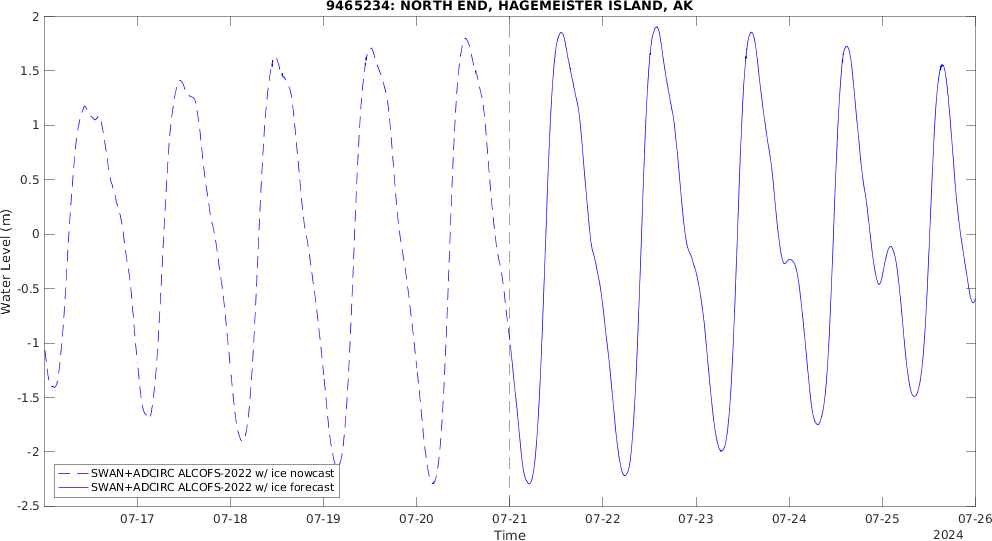 9465234: NORTH END, HAGEMEISTER ISLAND, AK
2
1.5
1
0.5
0
-0.5
-1
-1.5
-2
-2.5
Water Level (m)
SWAN+ADCIRC ALCOFS-2022 w/ ice nowcast
SWAN+ADCIRC ALCOFS-2022 w/ ice forecast
07-17 07-18 07-19 07-20 07-21 07-22 07-23 07-24 07-25 07-26
Time
2024